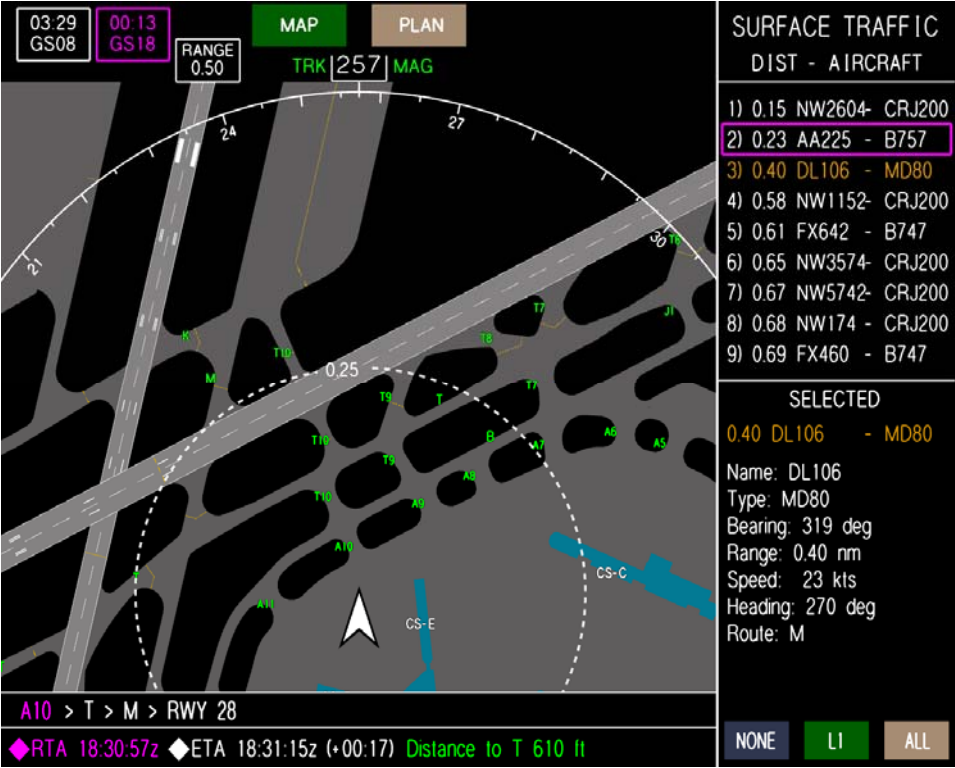 03:29
GS08
00:13
GS18
MAP
PLAN
RANGE
0.50
TRK 257 MAG
24
27
30
21
T6
T7
J1
K
T8
T10
0.25
M
T9
T
T7
T10
B
A6
A7
A5
T9
A8
T10
A9
A10
CS-C
A11
CS-E
A10 > T > M > RWY 28
RTA 18:30:57z ETA 18:31:15z (+00:17) Distance to T 610 ft
SURFACE TRAFFIC
DIST - AIRCRAFT
1) 0.15 NW2604- CRJ200
2) 0.23 AA225 - B757
3) 0.40 DL106 - MD80
4) 0.58 NW1152- CRJ200
5) 0.61 FX642 - B747
6) 0.65 NW3574- CRJ200
7) 0.67 NW5742- CRJ200
8) 0.68 NW174 - CRJ200
9) 0.69 FX460 - B747
SELECTED
0.40 DL106 - MD80
Name: DL106
Type: MD80
Bearing: 319 deg
Range: 0.40 nm
Speed: 23 kts
Heading: 270 deg
Route: M
NONE
L1
ALL